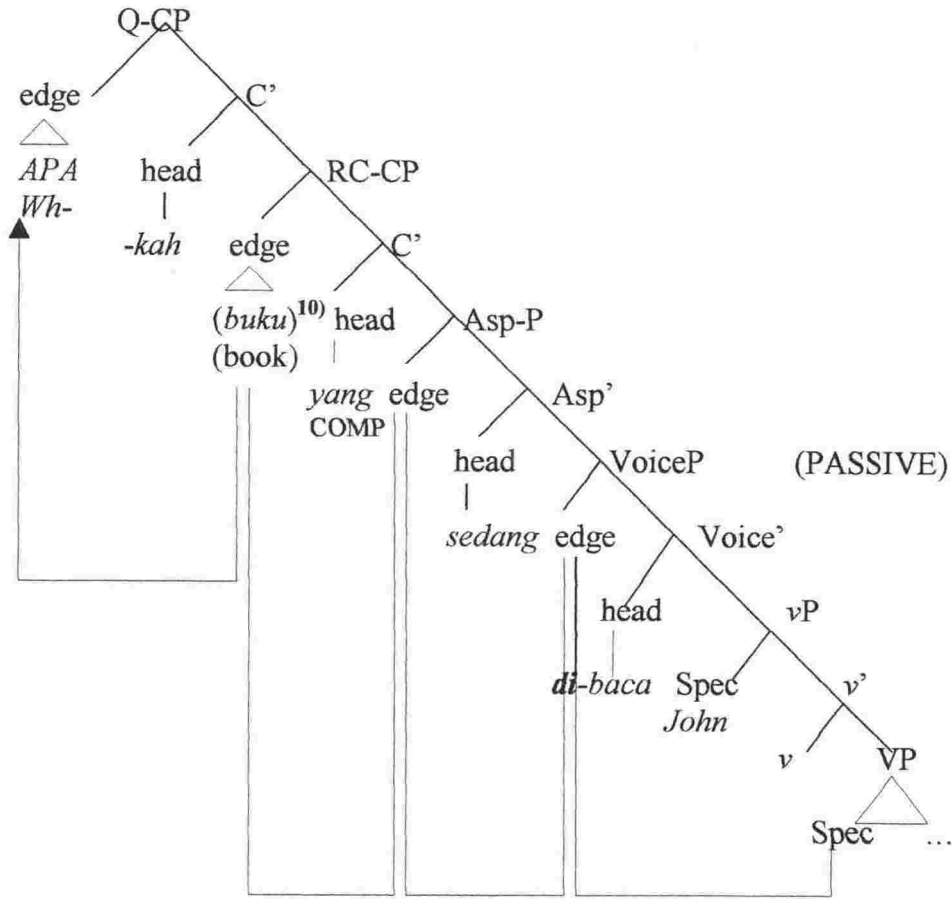 Q-CP
edge C’
APA head RC-CP
Wh-
-kah edge C’
(buku)¹⁰⁾ head Asp-P
(book)
yang edge Asp’
COMP
head VoiceP (PASSIVE)
sedang edge Voice’
head vP
di-baca Spec v’
John
v VP
Spec ...